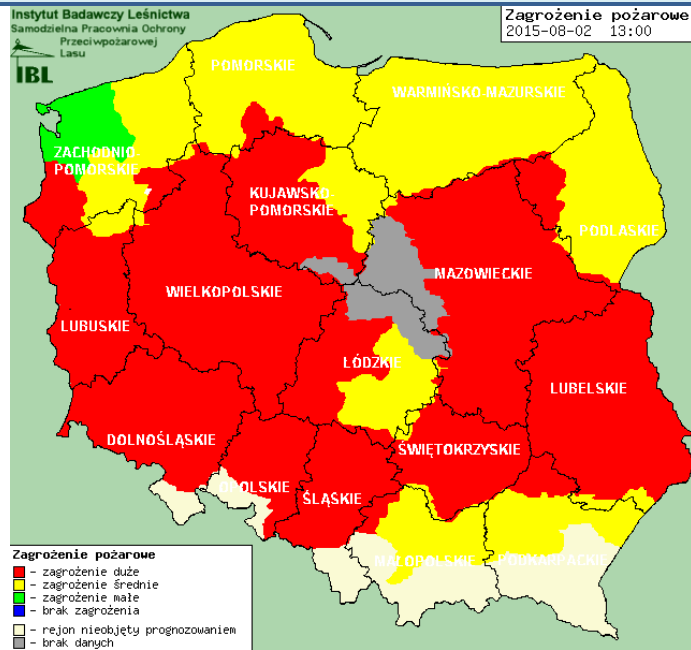 Instytut Badawczy Leśnictwa
Samodzielna Pracownia Ochrony
Przeciwpożarowej
Lasu
IBL
Zagrożenie pożarowe
2015-08-02 13:00
POMORSKIE
WARMIŃSKO-MAZURSKIE
ZACHODNIO-
POMORSKIE
KUJAWSKO-
POMORSKIE
PODLASKIE
MAZOWIECKIE
WIELKOPOLSKIE
LUBUSKIE
ŁÓDZKIE
LUBELSKIE
DOLNOŚLĄSKIE
ŚWIĘTOKRZYSKIE
OPOLSKIE
ŚLĄSKIE
MAŁOPOLSKIE
PODKARPACKIE
Zagrożenie pożarowe
- zagrożenie duże
- zagrożenie średnie
- zagrożenie małe
- brak zagrożenia
- rejon nieobjęty prognozowaniem
- brak danych